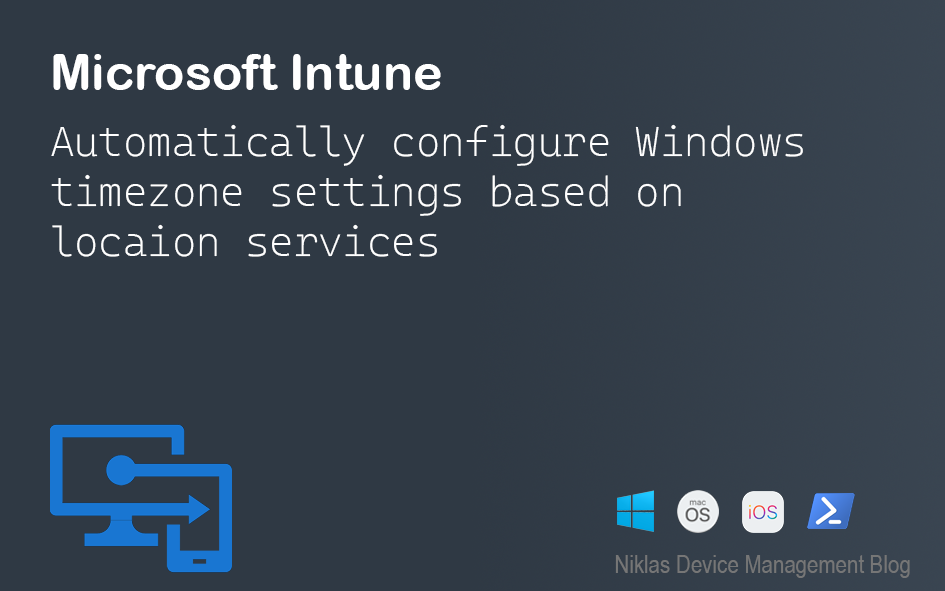 Microsoft Intune
Automatically configure Windows
timezone settings based on
locaion services
mac
OS
iOS
Niklas Device Management Blog